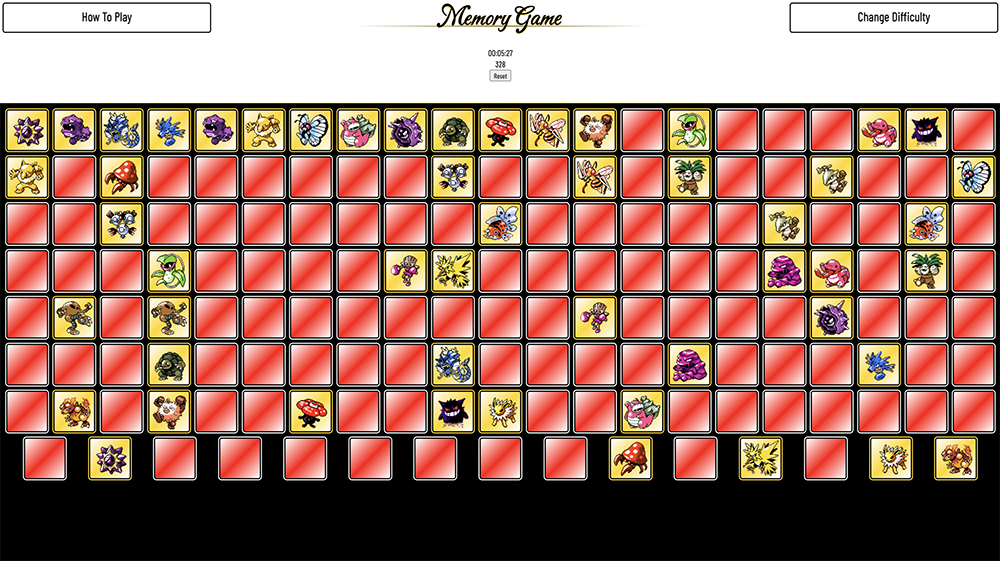 How To Play
Memory Game
Change Difficulty
00:05:27
328
Reset